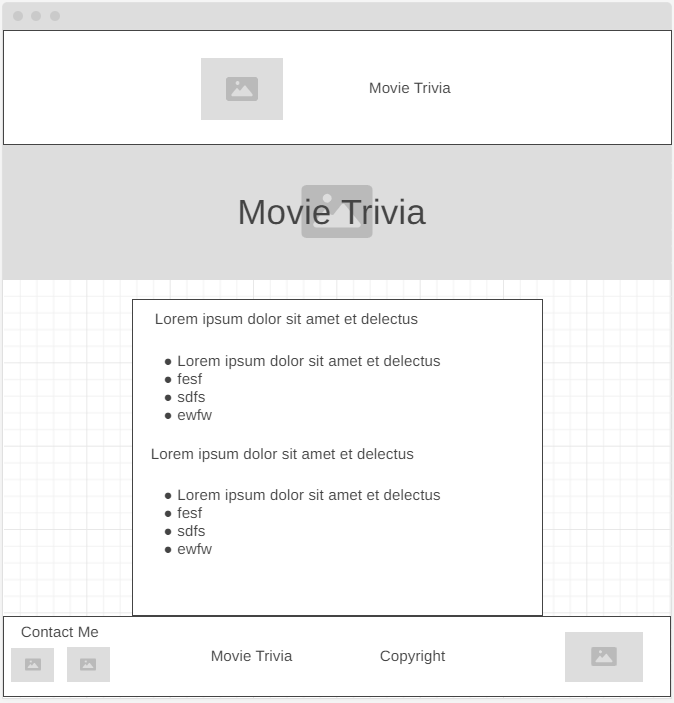 Movie Trivia
Movie Trivia
Lorem ipsum dolor sit amet et delectus
● Lorem ipsum dolor sit amet et delectus
● fesf
● sdfs
● ewfw
Lorem ipsum dolor sit amet et delectus
● Lorem ipsum dolor sit amet et delectus
● fesf
● sdfs
● ewfw
Contact Me
Movie Trivia
Copyright